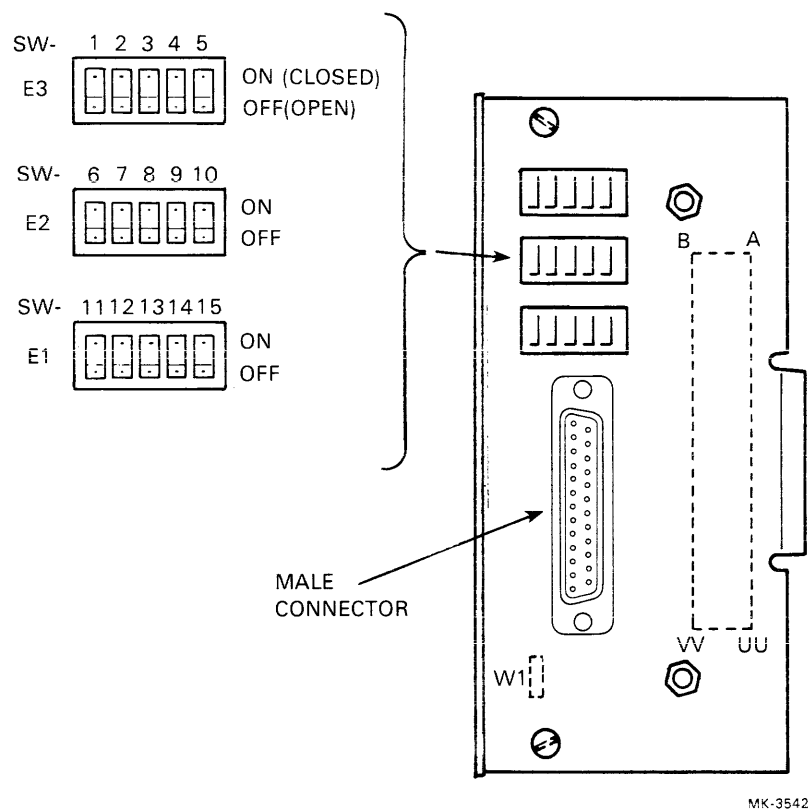 SW- 1 2 3 4 5
E3
ON (CLOSED)
OFF(OPEN)
SW- 6 7 8 9 10
E2
ON
OFF
SW- 11 12 13 14 15
E1
ON
OFF
B A
MALE
CONNECTOR
VV UU
W1
MK-3542